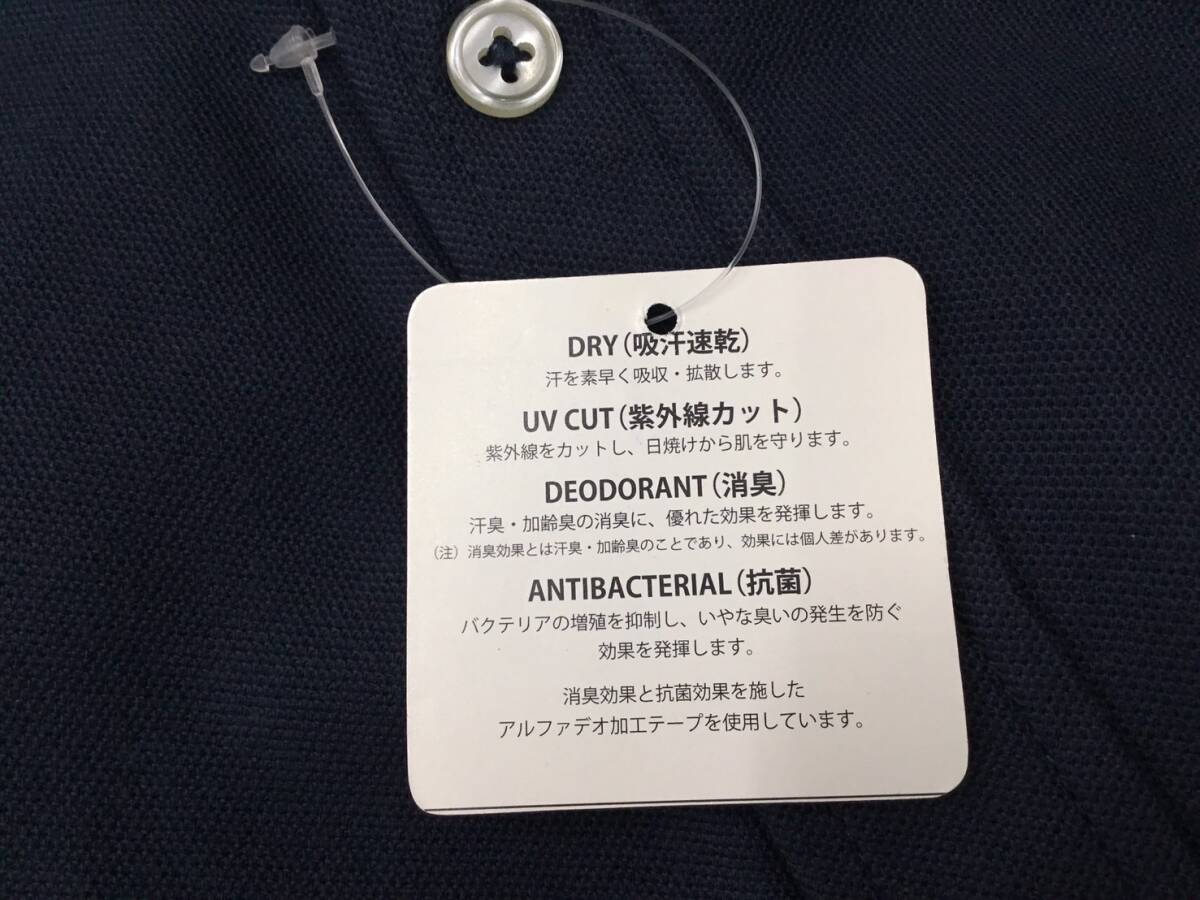 DRY（吸汗速乾）
汗を素早く吸収・拡散します。
UV CUT（紫外線カット）
紫外線をカットし、日焼けから肌を守ります。
DEODORANT（消臭）
汗臭・加齢臭の消臭に、優れた効果を発揮します。
（注）消臭効果とは汗臭・加齢臭のことであり、効果には個人差があります。
ANTIBACTERIAL（抗菌）
バクテリアの増殖を抑制し、いやな臭いの発生を防ぐ
効果を発揮します。
消臭効果と抗菌効果を施した
アルファデオ加工テープを使用しています。